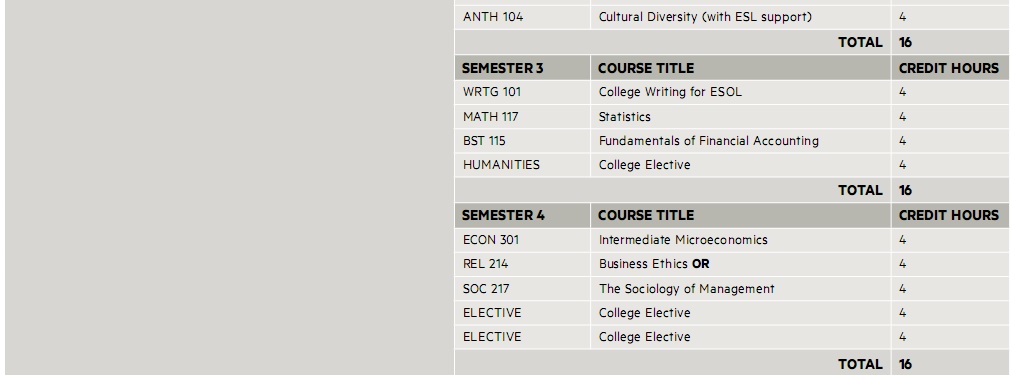 ANTH 104 Cultural Diversity (with ESL support) 4
TOTAL 16
SEMESTER 3 COURSE TITLE CREDIT HOURS
WRTG 101 College Writing for ESOL 4
MATH 117 Statistics 4
BST 115 Fundamentals of Financial Accounting 4
HUMANITIES College Elective 4
TOTAL 16
SEMESTER 4 COURSE TITLE CREDIT HOURS
ECON 301 Intermediate Microeconomics 4
REL 214 Business Ethics OR 4
SOC 217 The Sociology of Management 4
ELECTIVE College Elective 4
ELECTIVE College Elective 4
TOTAL 16